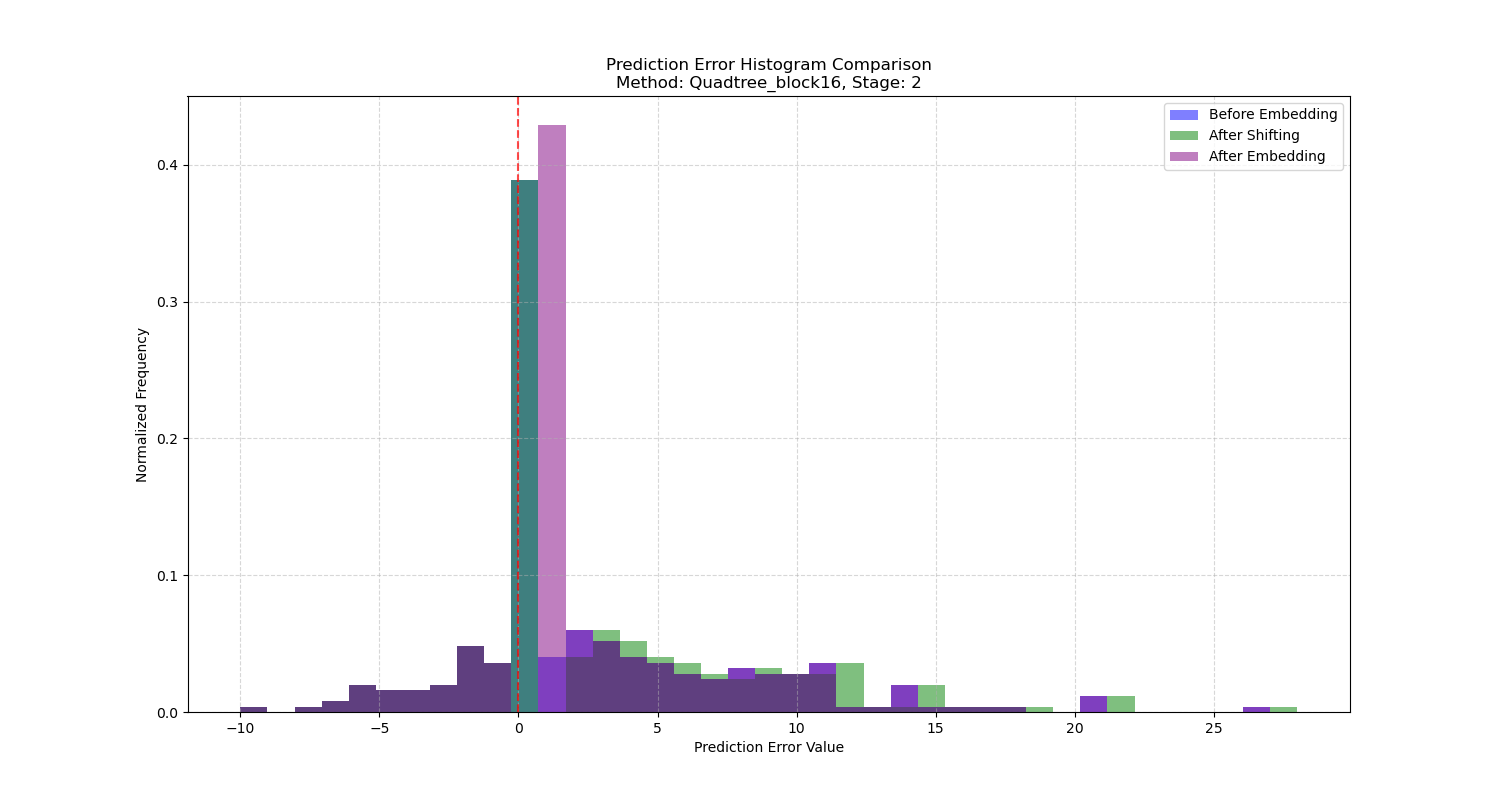 Prediction Error Histogram Comparison
Method: Quadtree_block16, Stage: 2
Before Embedding
After Shifting
After Embedding
Normalized Frequency
0.4
0.3
0.2
0.1
0.0
−10
−5
0
5
10
15
20
25
Prediction Error Value